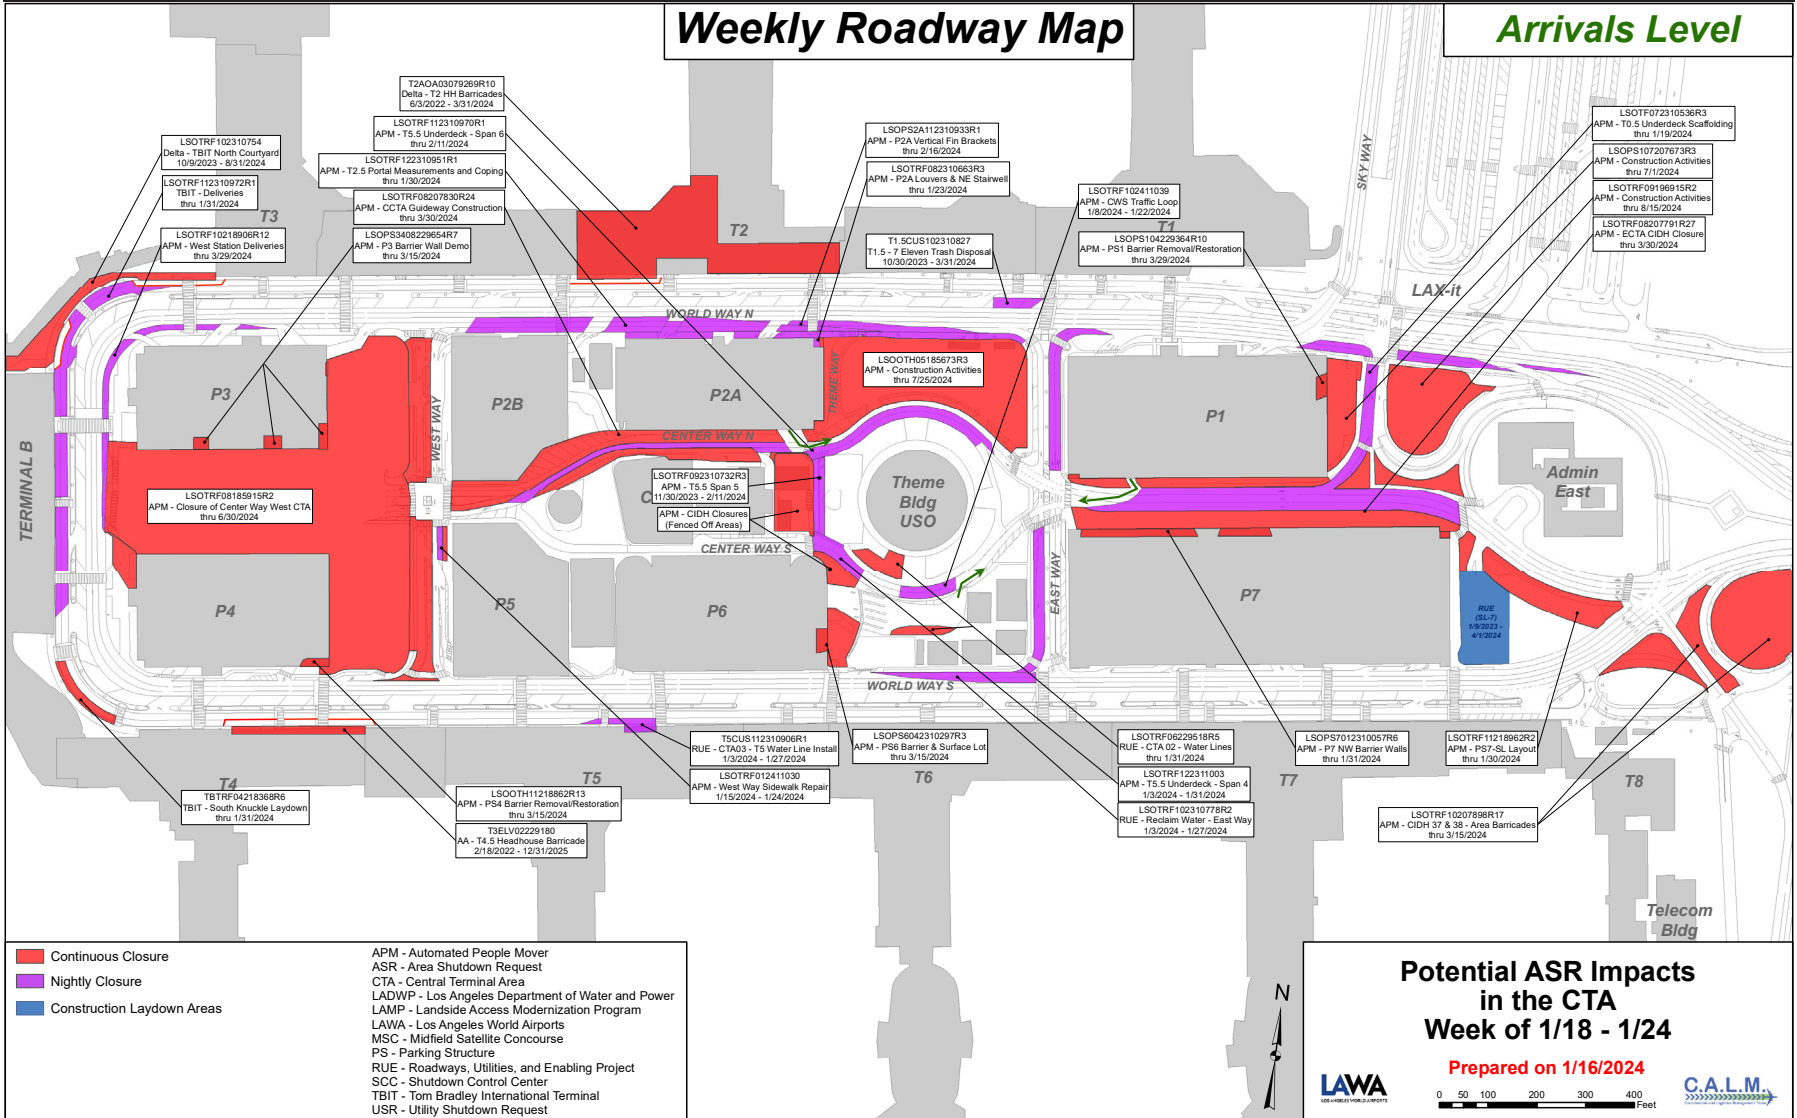 Weekly Roadway Map
Arrivals Level
T2AOA03079269R10
Delta - T2 HH Barricades
6/3/2022 - 3/31/2024
LSOTRF112310970R1
APM - T5.5 Underdeck - Span 6
thru 2/11/2024
LSOTRF102310754
Delta - TBIT North Courtyard
10/9/2023 - 8/31/2024
LSOTRF122310951R1
APM - T2.5 Portal Measurements and Coping
thru 1/30/2024
LSOTRF112310972R1
TBIT - Deliveries
thru 1/31/2024
LSOTRF08207830R24
APM - CCTA Guideway Construction
thru 3/30/2024
LSOTRF10218906R12
APM - West Station Deliveries
thru 3/29/2024
LSOPS3408229654R7
APM - P3 Barrier Wall Demo
thru 3/15/2024
LSOPS2A112310933R1
APM - P2A Vertical Fin Brackets
thru 2/16/2024
LSOTRF082310663R3
APM - P2A Louvers & NE Stairwell
thru 1/23/2024
LSOTRF102411039
APM - CWS Traffic Loop
1/8/2024 - 1/22/2024
T1.5CUS102310827
T1.5 - 7 Eleven Trash Disposal
10/30/2023 - 3/31/2024
LSOPS104229364R10
APM - PS1 Barrier Removal/Restoration
thru 3/29/2024
LSOTF072310536R3
APM - T0.5 Underdeck Scaffolding
thru 1/19/2024
LSOPS107207673R3
APM - Construction Activities
thru 7/1/2024
LSOTRF09196915R2
APM - Construction Activities
thru 8/15/2024
LSOTRF08207791R27
APM - ECTA CIDH Closure
thru 3/30/2024
T3
T2
T1
SKY WAY
LAX-it
WORLD WAY N
P3
WEST WAY
P2B
P2A
THEME WAY
LSOOTH05185673R3
APM - Construction Activities
thru 7/25/2024
P1
CENTER WAY N
TERMINAL B
LSOTRF08185915R2
APM - Closure of Center Way West CTA
thru 6/30/2024
C
LSOTRF092310732R3
APM - T5.5 Span 5
11/30/2023 - 2/11/2024
APM - CIDH Closures
(Fenced Off Areas)
CENTER WAY S
Theme
Bldg
USO
Admin
East
EAST WAY
P4
P5
P6
P7
RUE
(SL-7)
1/9/2023 -
4/1/2024
WORLD WAY S
T4
T5
T6
T7
T8
TBTRF04218368R6
TBIT - South Knuckle Laydown
thru 1/31/2024
LSOOTH11218862R13
APM - PS4 Barrier Removal/Restoration
thru 3/15/2024
T3ELV02229180
AA - T4.5 Headhouse Barricade
2/18/2022 - 12/31/2025
T5CUS112310906R1
RUE - CTA03 - T5 Water Line Install
1/3/2024 - 1/27/2024
LSOTRF012411030
APM - West Way Sidewalk Repair
1/15/2024 - 1/24/2024
LSOPS6042310297R3
APM - PS6 Barrier & Surface Lot
thru 3/15/2024
LSOTRF06229518R5
RUE - CTA 02 - Water Lines
thru 1/31/2024
LSOTRF122311003
APM - T5.5 Underdeck - Span 4
1/3/2024 - 1/31/2024
LSOTRF102310778R2
RUE - Reclaim Water - East Way
1/3/2024 - 1/27/2024
LSOPS7012310057R6
APM - P7 NW Barrier Walls
thru 1/31/2024
LSOTRF11218962R2
APM - PS7-SL Layout
thru 1/30/2024
LSOTRF10207898R17
APM - CIDH 37 & 38 - Area Barricades
thru 3/15/2024
Telecom
Bldg
Continuous Closure
Nightly Closure
Construction Laydown Areas
APM - Automated People Mover
ASR - Area Shutdown Request
CTA - Central Terminal Area
LADWP - Los Angeles Department of Water and Power
LAMP - Landside Access Modernization Program
LAWA - Los Angeles World Airports
MSC - Midfield Satellite Concourse
PS - Parking Structure
RUE - Roadways, Utilities, and Enabling Project
SCC - Shutdown Control Center
TBIT - Tom Bradley International Terminal
USR - Utility Shutdown Request
N
Potential ASR Impacts
in the CTA
Week of 1/18 - 1/24
Prepared on 1/16/2024
LAWA
LOS ANGELES WORLD AIRPORTS
0 50 100 200 300 400
Feet
C.A.L.M.